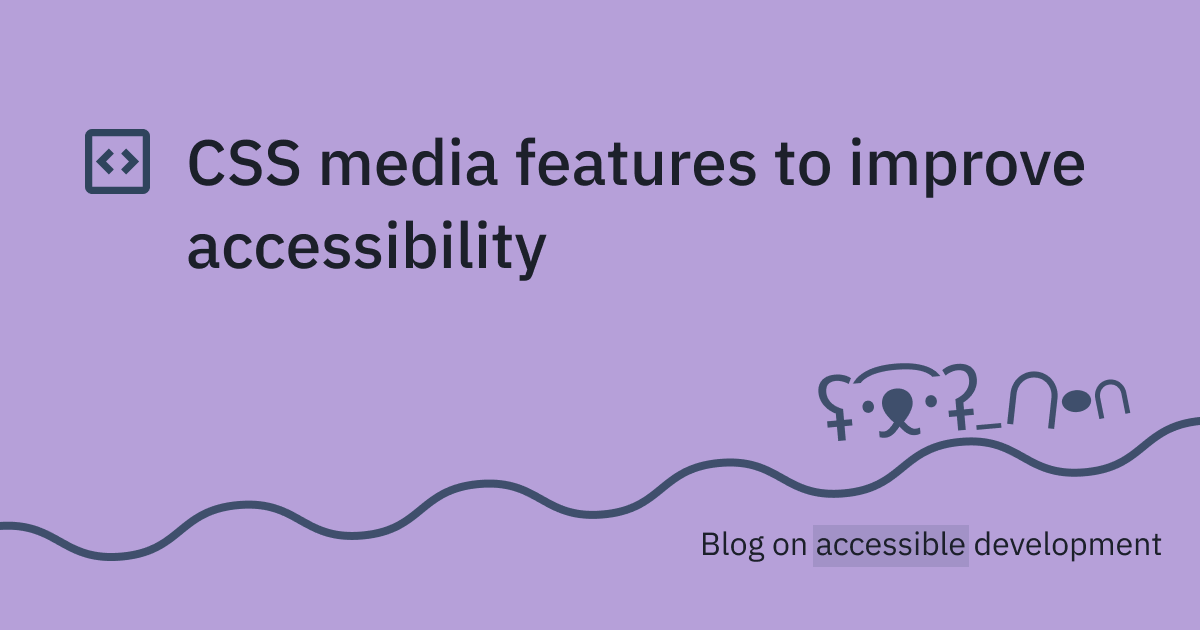 CSS media features to improve
accessibility
Blog on accessible development